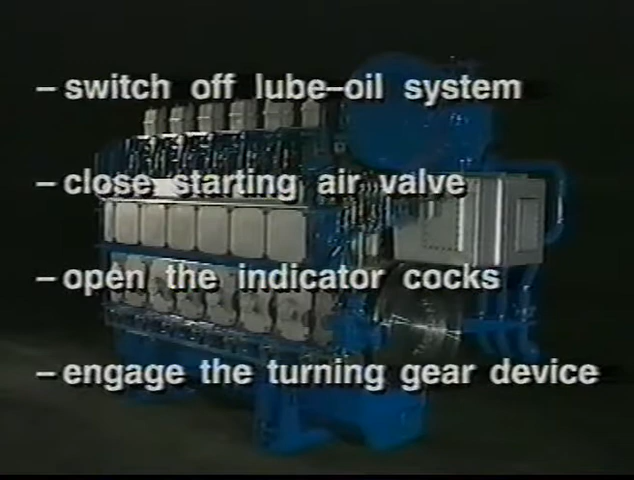 – switch off lube–oil system
– close starting air valve
– open the indicator cocks
– engage the turning gear device